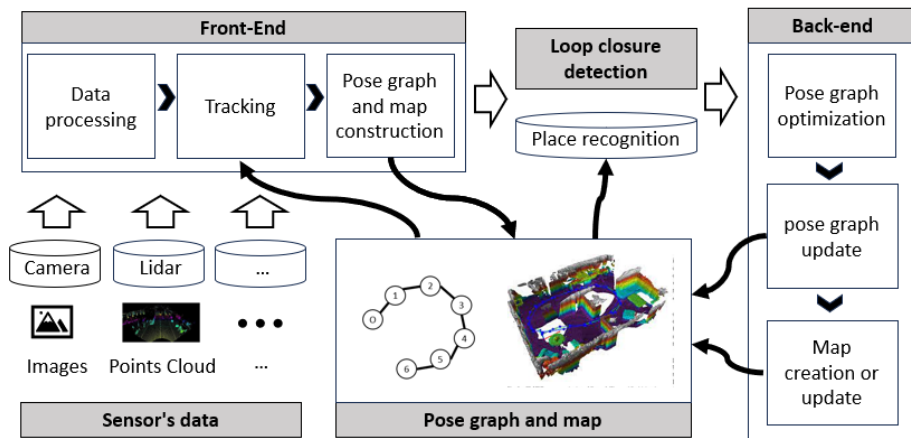 Front-End
Data
processing
Tracking
Pose graph
and map
construction
Loop closure
detection
Place recognition
Back-end
Pose graph
optimization
pose graph
update
Map
creation or
update
Camera
Lidar
...
Images
Points Cloud
...
Sensor's data
0
1
2
3
4
5
6
Pose graph and map